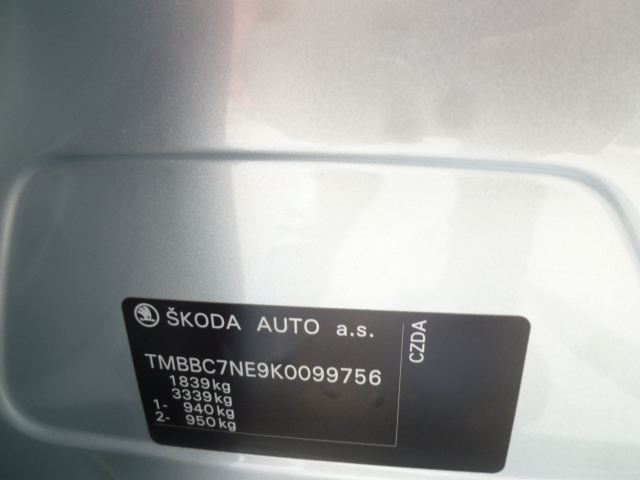 ŠKODA AUTO a.s.
TMBBC7NE9K0099756
1839kg
3339kg
1- 940kg
2- 950kg
CZDA